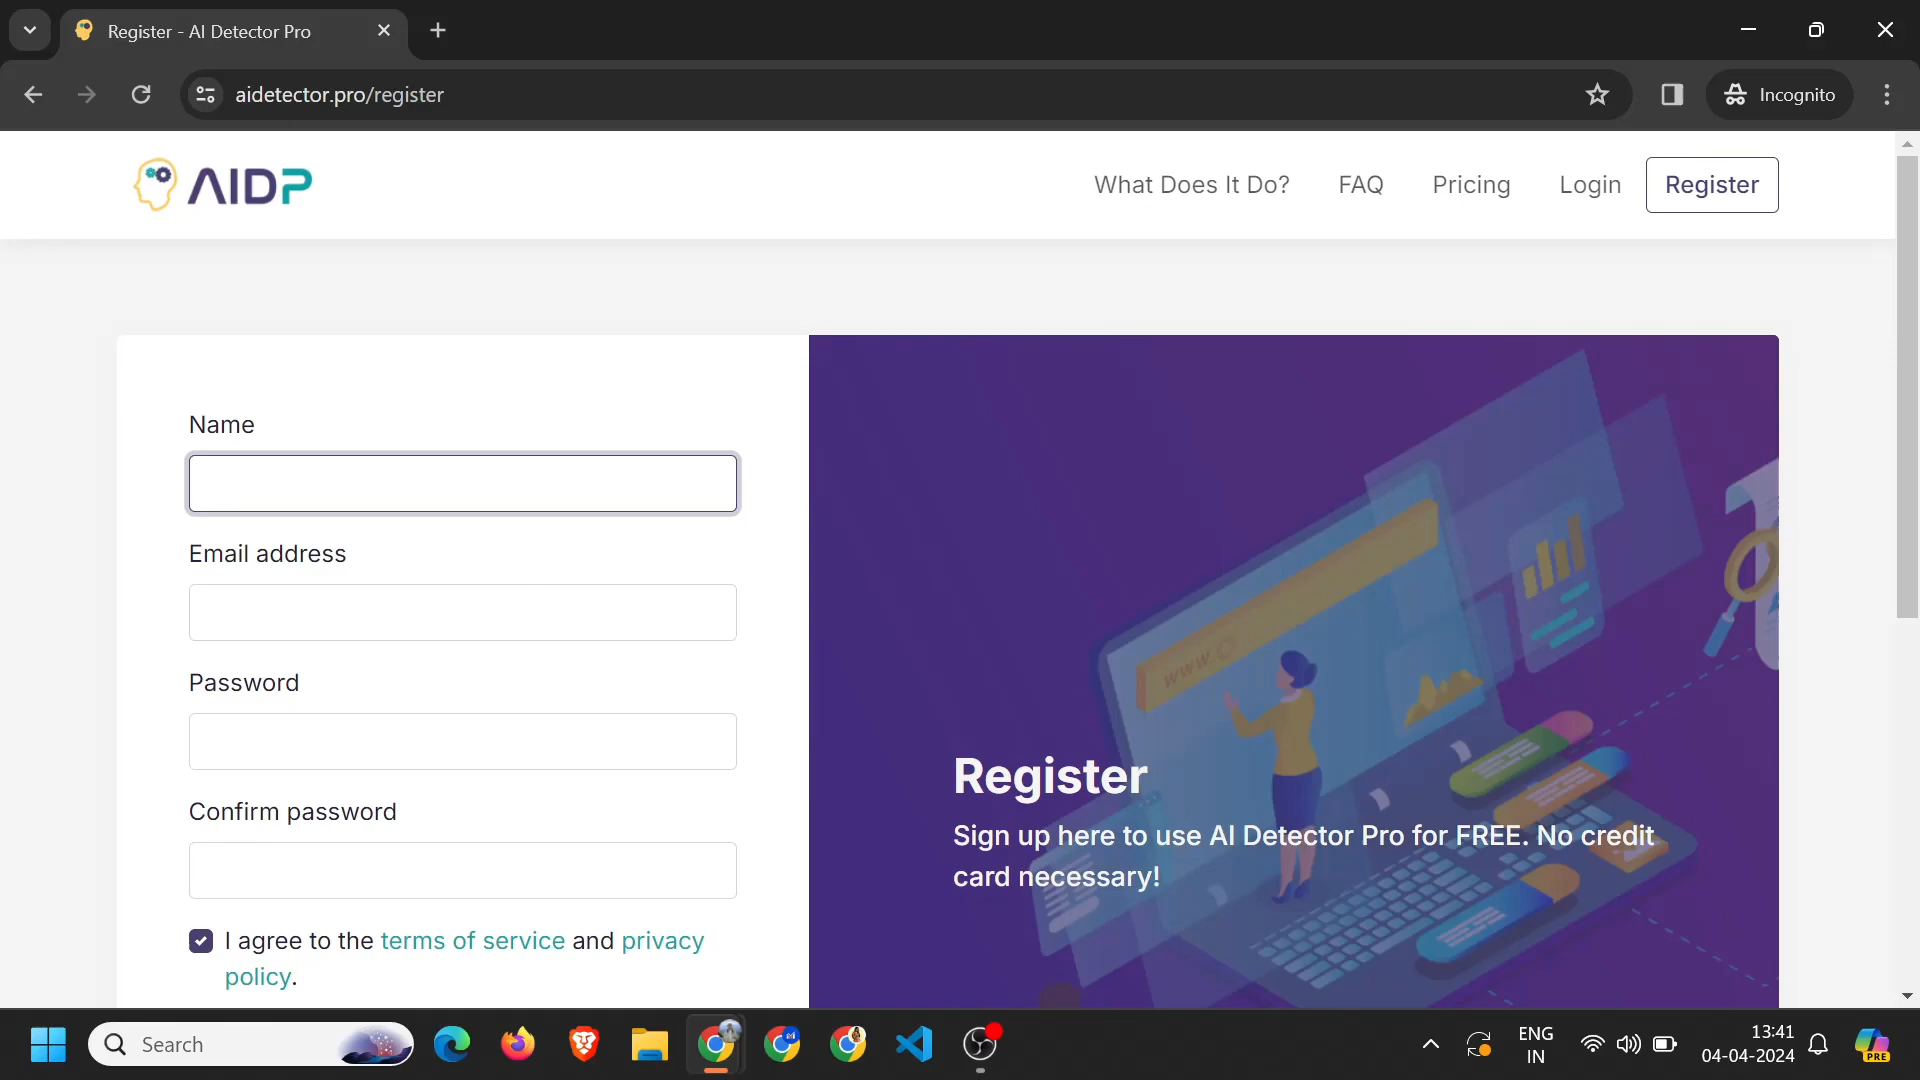 Register - AI Detector Pro
aidetector.pro/register
Incognito
AIDP
What Does It Do?
FAQ
Pricing
Login
Register
Name
Email address
Password
Confirm password
I agree to the terms of service and privacy
policy.
www.
Register
Sign up here to use AI Detector Pro for FREE. No credit
card necessary!
Search
ENG
IN
13:41
04-04-2024
PRE